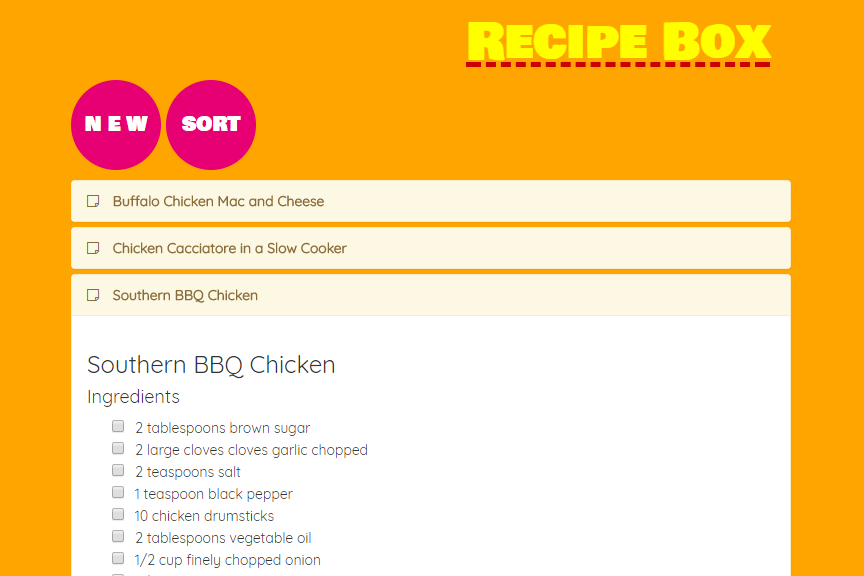 Recipe Box
NEW SORT
Buffalo Chicken Mac and Cheese
Chicken Cacciatore in a Slow Cooker
Southern BBQ Chicken
Southern BBQ Chicken
Ingredients
2 tablespoons brown sugar
2 large cloves cloves garlic chopped
2 teaspoons salt
1 teaspoon black pepper
10 chicken drumsticks
2 tablespoons vegetable oil
1/2 cup finely chopped onion